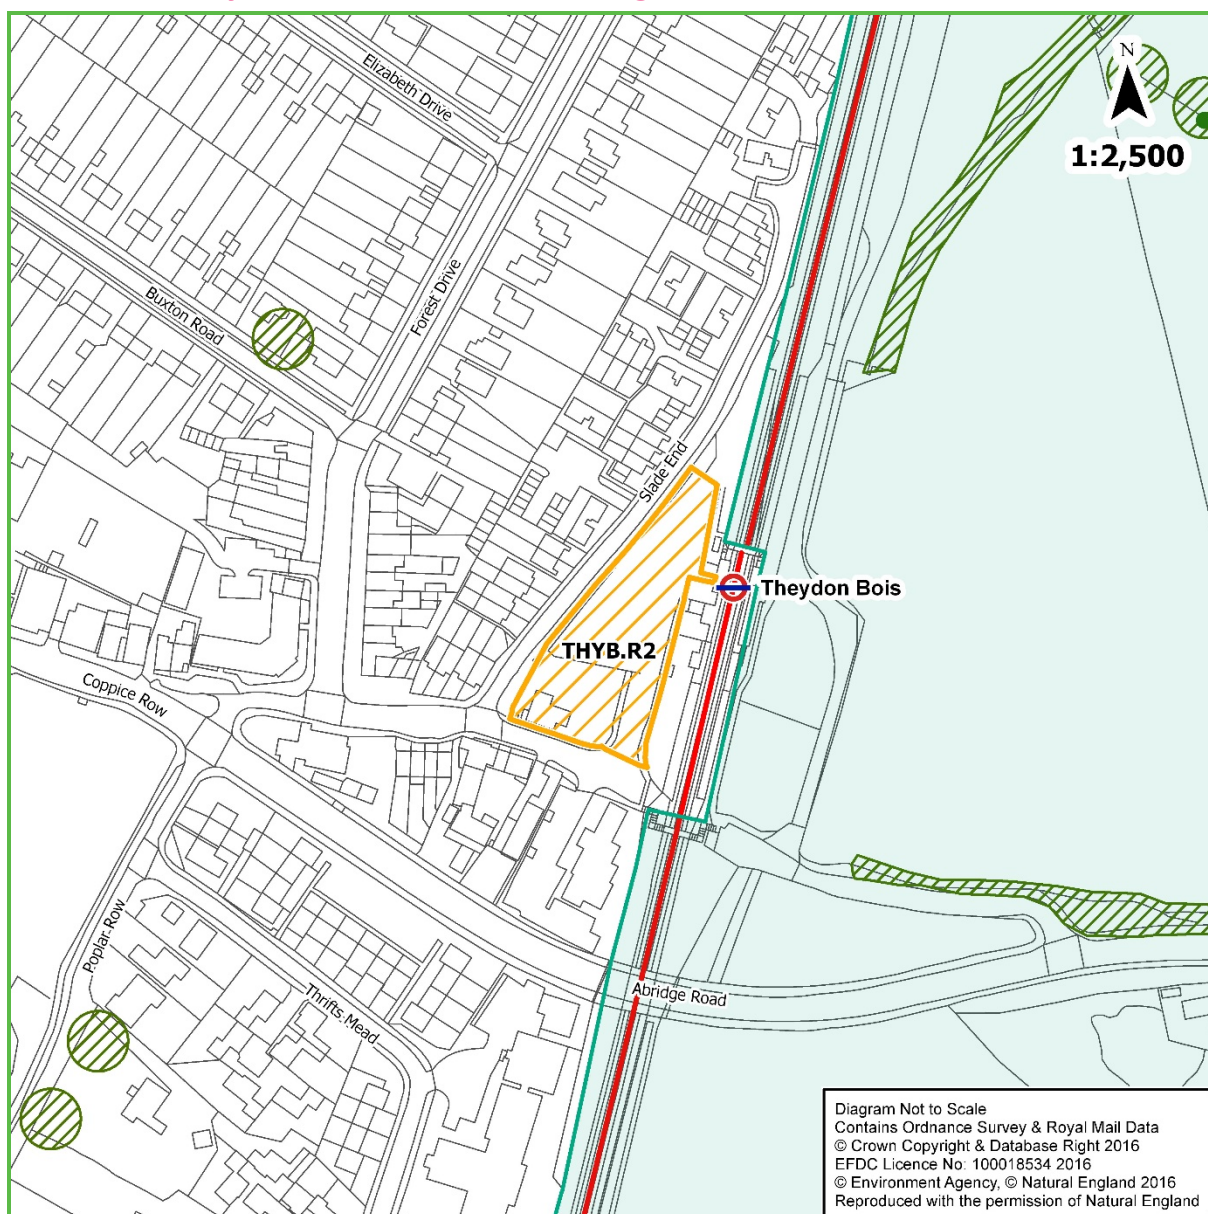 Elizabeth Drive
N
1:2,500
Buxton Road
Forest Drive
Slade End
Theydon Bois
THYB.R2
Coppice Row
Poplar Row
Thrifts Mead
Abridge Road
Diagram Not to Scale
Contains Ordnance Survey & Royal Mail Data
© Crown Copyright & Database Right 2016
EFDC Licence No: 100018534 2016
© Environment Agency, © Natural England 2016
Reproduced with the permission of Natural England